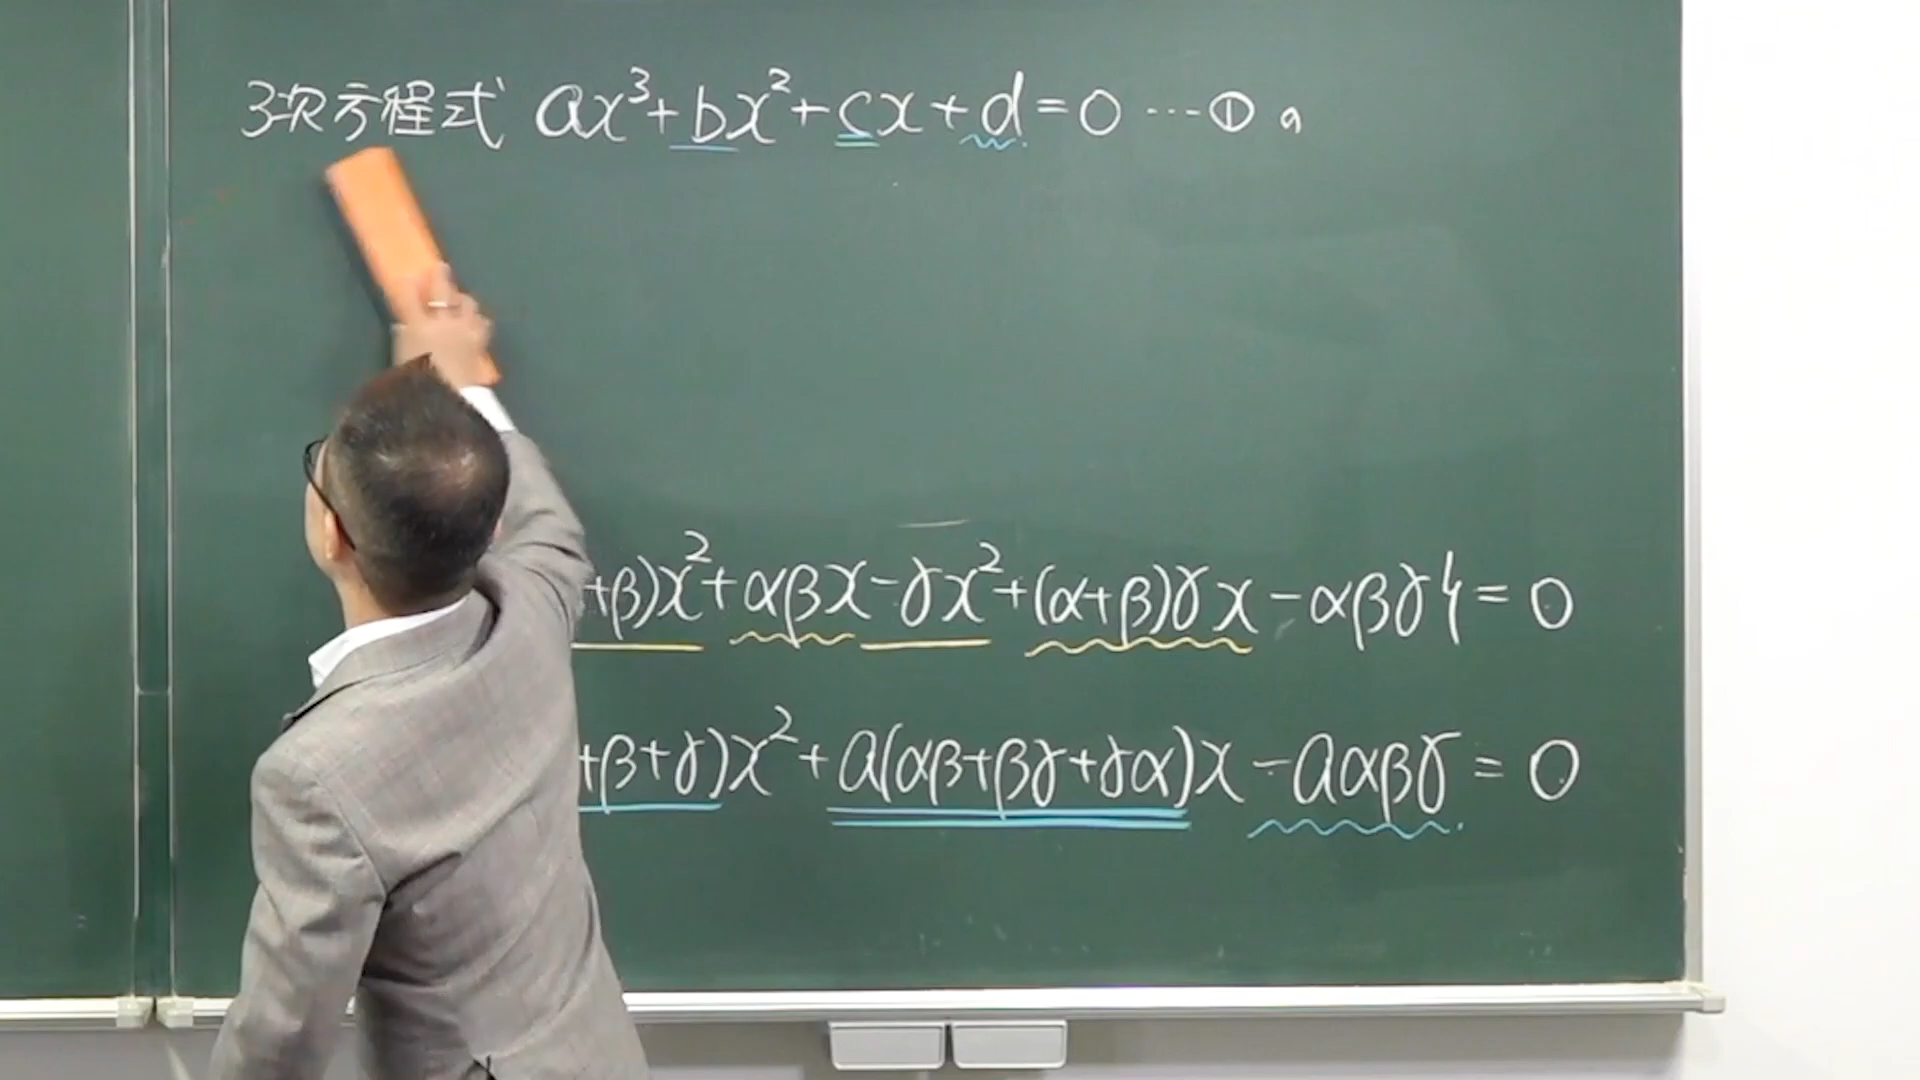 3次方程式 ax³+bx²+cx+d=0 …① の
+β)x²+αβx-γx²+(α+β)γx-αβγ}=0
+β+γ)x²+a(αβ+βγ+γα)x-aαβγ=0